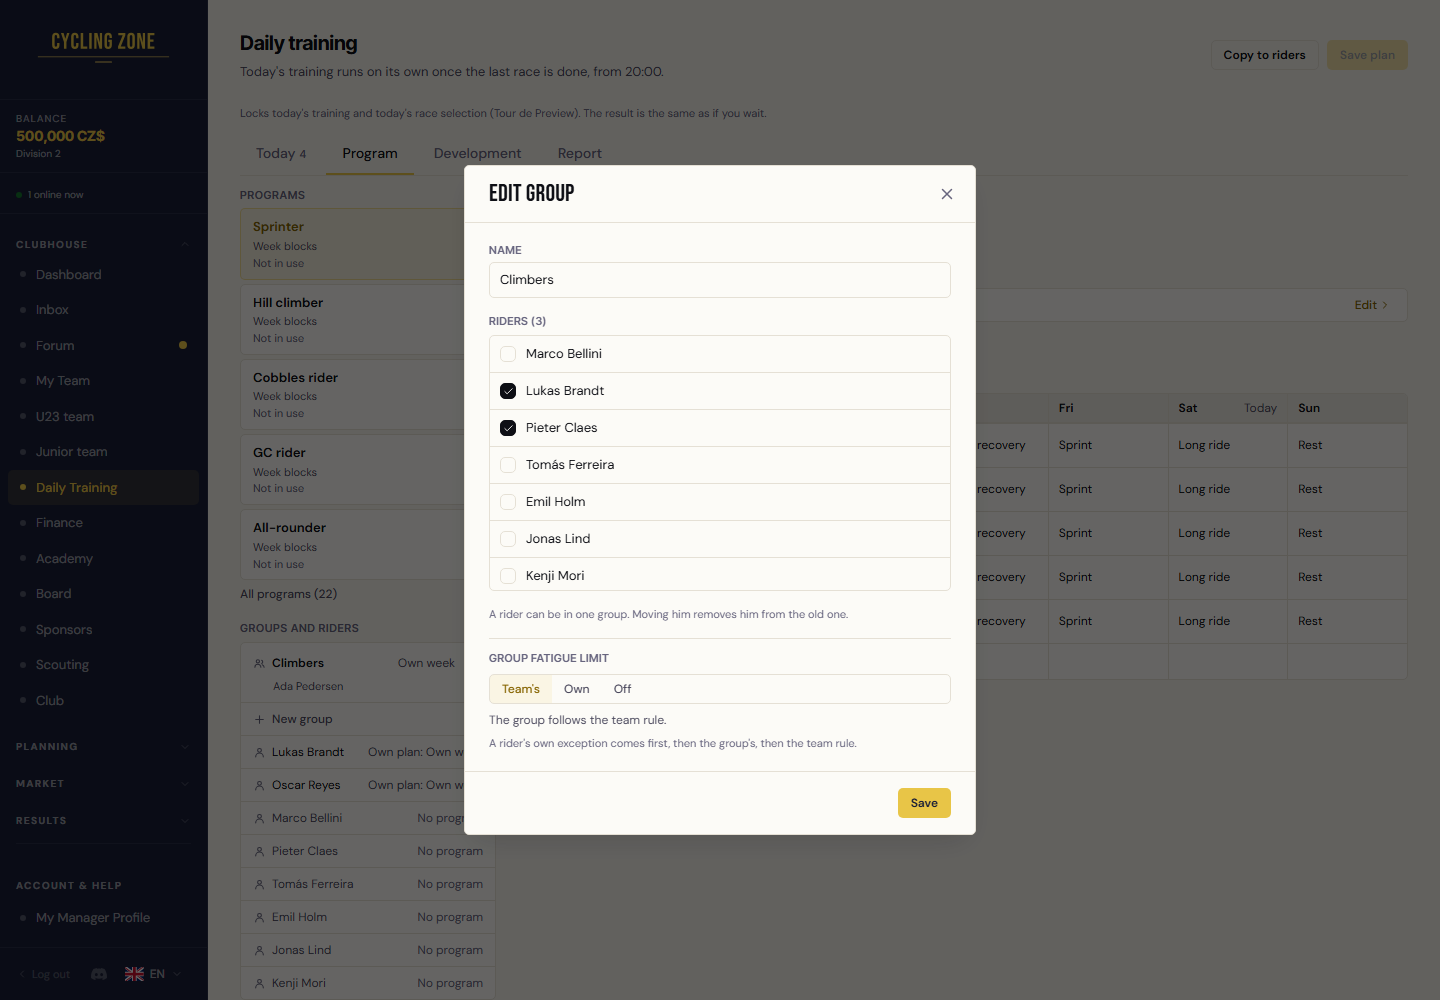 CYCLING ZONE
BALANCE
500,000 CZ$
Division 2
1 online now
CLUBHOUSE
Dashboard
Inbox
Forum
My Team
U23 team
Junior team
Daily Training
Finance
Academy
Board
Sponsors
Scouting
Club
PLANNING
MARKET
RESULTS
ACCOUNT & HELP
My Manager Profile
Log out
EN
Daily training
Today's training runs on its own once the last race is done, from 20:00.
Copy to riders
Save plan
Locks today's training and today's race selection (Tour de Preview). The result is the same as if you wait.
Today 4
Program
Development
Report
PROGRAMS
Sprinter
Week blocks
Not in use
Hill climber
Week blocks
Not in use
Cobbles rider
Week blocks
Not in use
GC rider
Week blocks
Not in use
All-rounder
Week blocks
Not in use
All programs (22)
GROUPS AND RIDERS
Climbers Own week
Ada Pedersen
New group
Lukas Brandt Own plan: Own w
Oscar Reyes Own plan: Own w
Marco Bellini No progr
Pieter Claes No program
Tomás Ferreira No program
Emil Holm No program
Jonas Lind No program
Kenji Mori No program
EDIT GROUP
NAME
Climbers
RIDERS (3)
Marco Bellini
Lukas Brandt
Pieter Claes
Tomás Ferreira
Emil Holm
Jonas Lind
Kenji Mori
A rider can be in one group. Moving him removes him from the old one.
GROUP FATIGUE LIMIT
Team's Own Off
The group follows the team rule.
A rider's own exception comes first, then the group's, then the team rule.
Save
Edit
Fri Sat Today Sun
recovery Sprint Long ride Rest
recovery Sprint Long ride Rest
recovery Sprint Long ride Rest
recovery Sprint Long ride Rest
recovery Sprint Long ride Rest